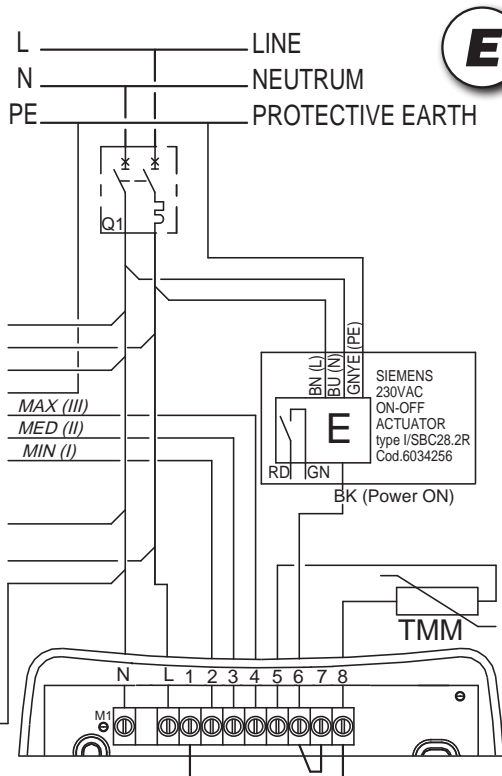 L LINE
E
N NEUTRUM
PE PROTECTIVE EARTH
Q1
BN (L)
BU (N)
GNYE (PE)
SIEMENS
230VAC
ON-OFF
ACTUATOR
type I/SBC28.2R
Cod.6034256
E
RD GN
BK (Power ON)
MAX (III)
MED (II)
MIN (I)
TMM
N L 1 2 3 4 5 6 7 8
M1